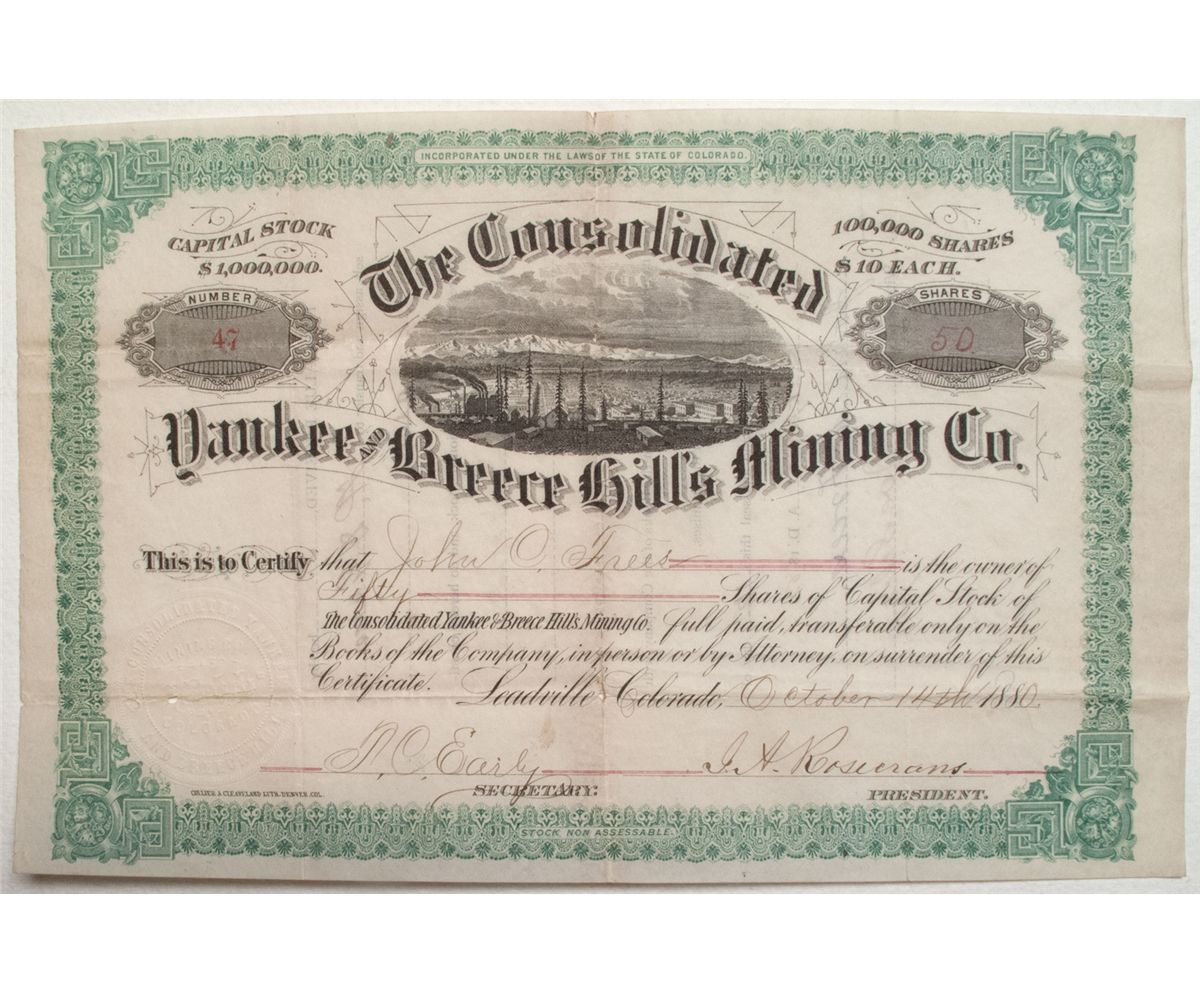 INCORPORATED UNDER THE LAWS OF THE STATE OF COLORADO.
CAPITAL STOCK
$1,000,000.
100,000 SHARES
$10 EACH.
The Consolidated
NUMBER
47
SHARES
50
Yankee AND Breece Hills Mining Co.
This is to Certify that John O. Frees is the owner of
Fifty Shares of Capital Stock of
The Consolidated Yankee & Breece Hill's Mining Co. full paid, transferable only on the
Books of the Company, in person or by Attorney, on surrender of this
Certificate. Leadville Colorado, October 14th 1880.
Early
J. A. Rosecrans
SECRETARY.
PRESIDENT.
COLLIER & CLEAVELAND LITH. DENVER, COL.
STOCK NON ASSESSABLE.